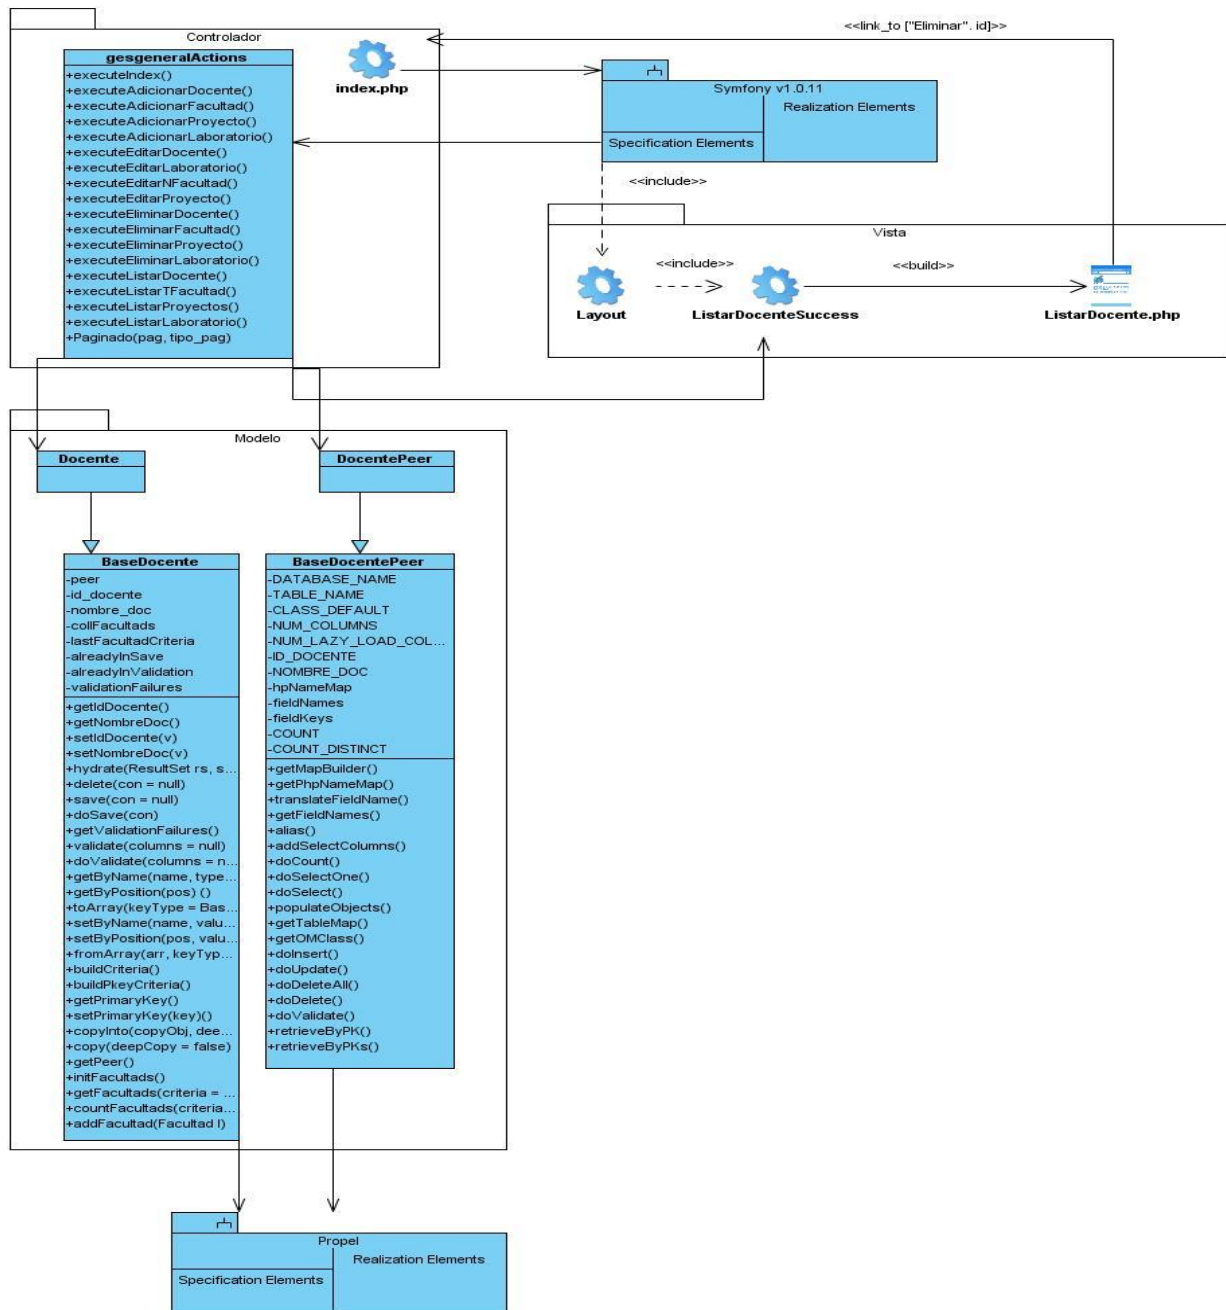 <<link_to ["Eliminar". id]>>
Controlador
gesgeneralActions
+executeIndex()
+executeAdicionarDocente()
+executeAdicionarFacultad()
+executeAdicionarProyecto()
+executeAdicionarLaboratorio()
+executeEditarDocente()
+executeEditarLaboratorio()
+executeEditarNFacultad()
+executeEditarProyecto()
+executeEliminarDocente()
+executeEliminarFacultad()
+executeEliminarProyecto()
+executeEliminarLaboratorio()
+executeListarDocente()
+executeListarTFacultad()
+executeListarProyectos()
+executeListarLaboratorio()
+Paginado(pag, tipo_pag)
index.php
Symfony v1.0.11
Realization Elements
Specification Elements
<<include>>
Vista
<<include>>
<<build>>
Layout
ListarDocenteSuccess
ListarDocente.php
Modelo
Docente
DocentePeer
BaseDocente
-peer
-id_docente
-nombre_doc
-collFacultads
-lastFacultadCriteria
-alreadyInSave
-alreadyInValidation
-validationFailures
+getIdDocente()
+getNombreDoc()
+setIdDocente(v)
+setNombreDoc(v)
+hydrate(ResultSet rs, s...
+delete(con = null)
+save(con = null)
+doSave(con)
+getValidationFailures()
+validate(columns = null)
+doValidate(columns = n...
+getByName(name, type...
+getByPosition(pos) ()
+toArray(keyType = Bas...
+setByName(name, valu...
+setByPosition(pos, valu...
+fromArray(arr, keyTyp...
+buildCriteria()
+buildPkeyCriteria()
+getPrimaryKey()
+setPrimaryKey(key)()
+copyInto(copyObj, dee...
+copy(deepCopy = false)
+getPeer()
+initFacultads()
+getFacultads(criteria = ...
+countFacultads(criteria...
+addFacultad(Facultad l)
BaseDocentePeer
-DATABASE_NAME
-TABLE_NAME
-CLASS_DEFAULT
-NUM_COLUMNS
-NUM_LAZY_LOAD_COL...
-ID_DOCENTE
-NOMBRE_DOC
-hpNameMap
-fieldNames
-fieldKeys
-COUNT
-COUNT_DISTINCT
+getMapBuilder()
+getPhpNameMap()
+translateFieldName()
+getFieldNames()
+alias()
+addSelectColumns()
+doCount()
+doSelectOne()
+doSelect()
+populateObjects()
+getTableMap()
+getOMClass()
+doInsert()
+doUpdate()
+doDeleteAll()
+doDelete()
+doValidate()
+retrieveByPK()
+retrieveByPKs()
Propel
Realization Elements
Specification Elements